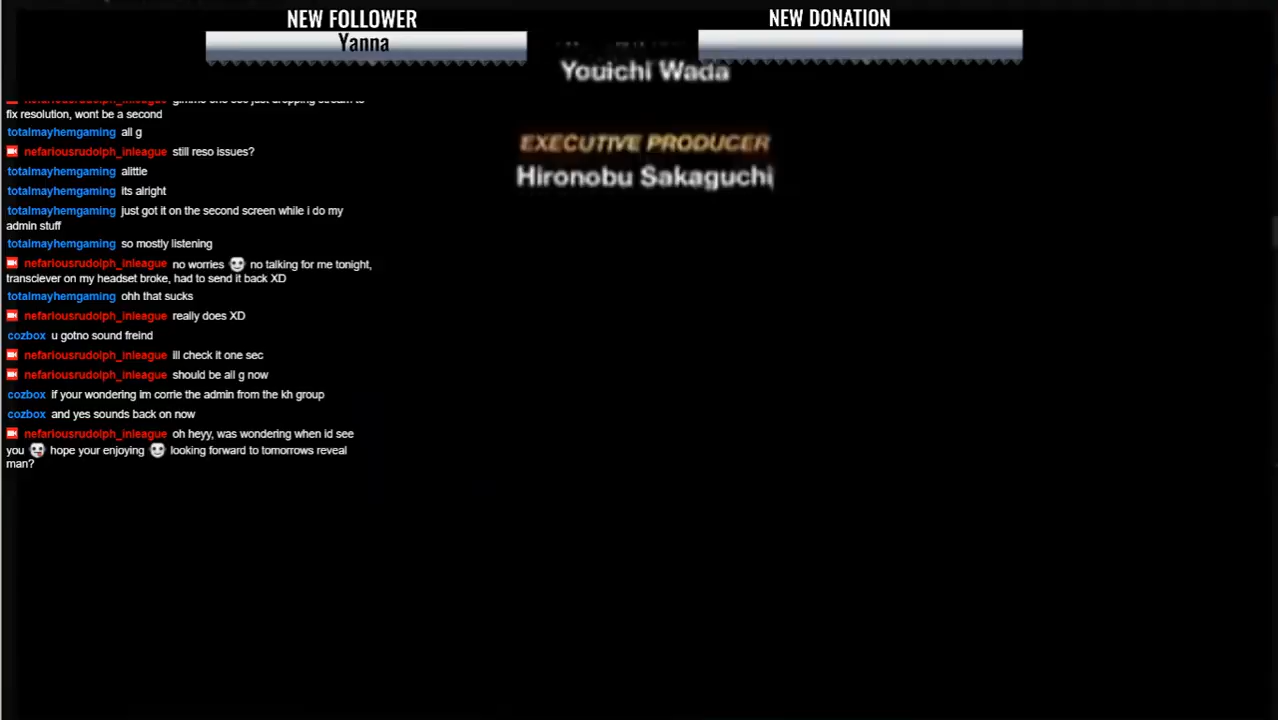 NEW FOLLOWER
Yanna
NEW DONATION
Youichi Wada
EXECUTIVE PRODUCER
Hironobu Sakaguchi
fix resolution, wont be a second
totalmayhemgaming all g
nefariousrudolph_inleague still reso issues?
totalmayhemgaming alittle
totalmayhemgaming its alright
totalmayhemgaming just got it on the second screen while i do my
admin stuff
totalmayhemgaming so mostly listening
nefariousrudolph_inleague no worries no talking for me tonight,
transciever on my headset broke, had to send it back XD
totalmayhemgaming ohh that sucks
nefariousrudolph_inleague really does XD
cozbox u gotno sound freind
nefariousrudolph_inleague ill check it one sec
nefariousrudolph_inleague should be all g now
cozbox if your wondering im corrie the admin from the kh group
cozbox and yes sounds back on now
nefariousrudolph_inleague oh heyy, was wondering when id see
you hope your enjoying looking forward to tomorrows reveal
man?